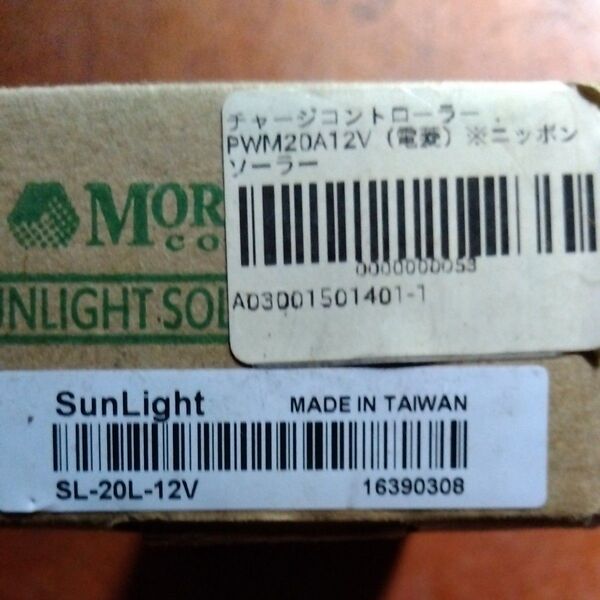 チャージコントローラー
PWM20A12V（電菱）※ニッポン
ソーラー
0000000053
A03001501401-1
MOR
CO
UNLIGHT SOL
SunLight
MADE IN TAIWAN
SL-20L-12V
16390308